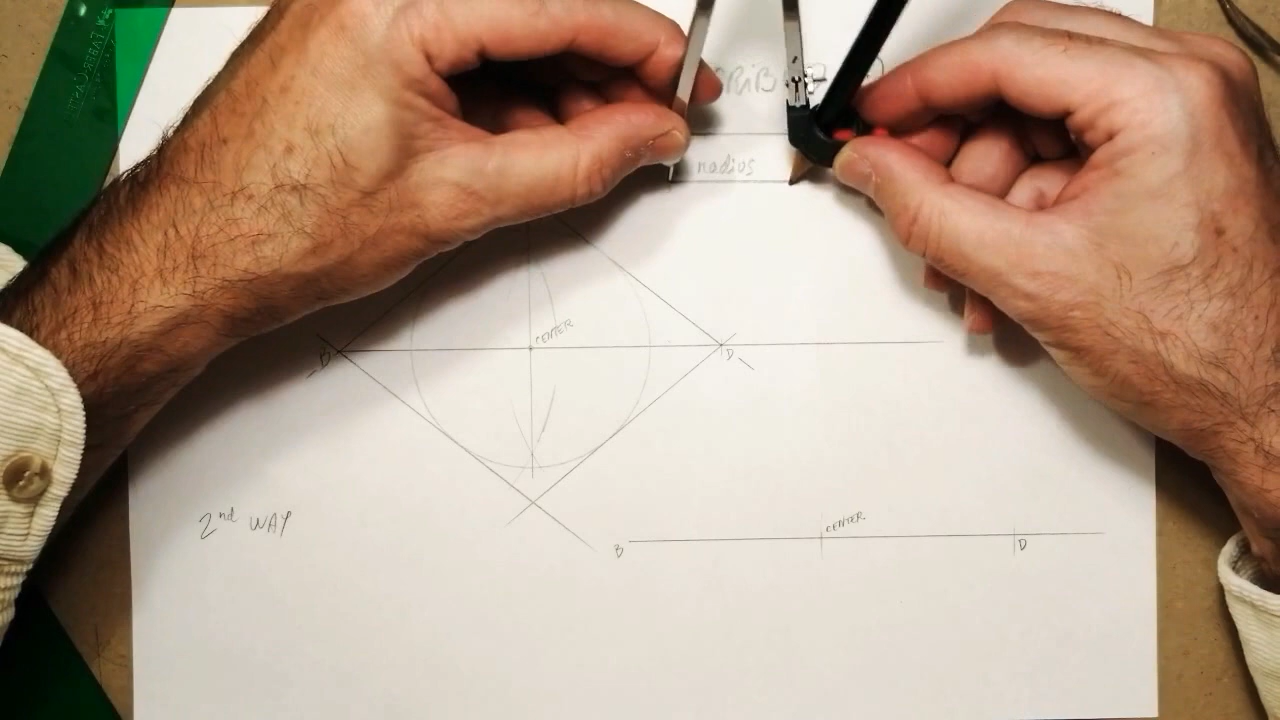 radios
CENTER
B
D
2nd WAY
CENTER
B
D